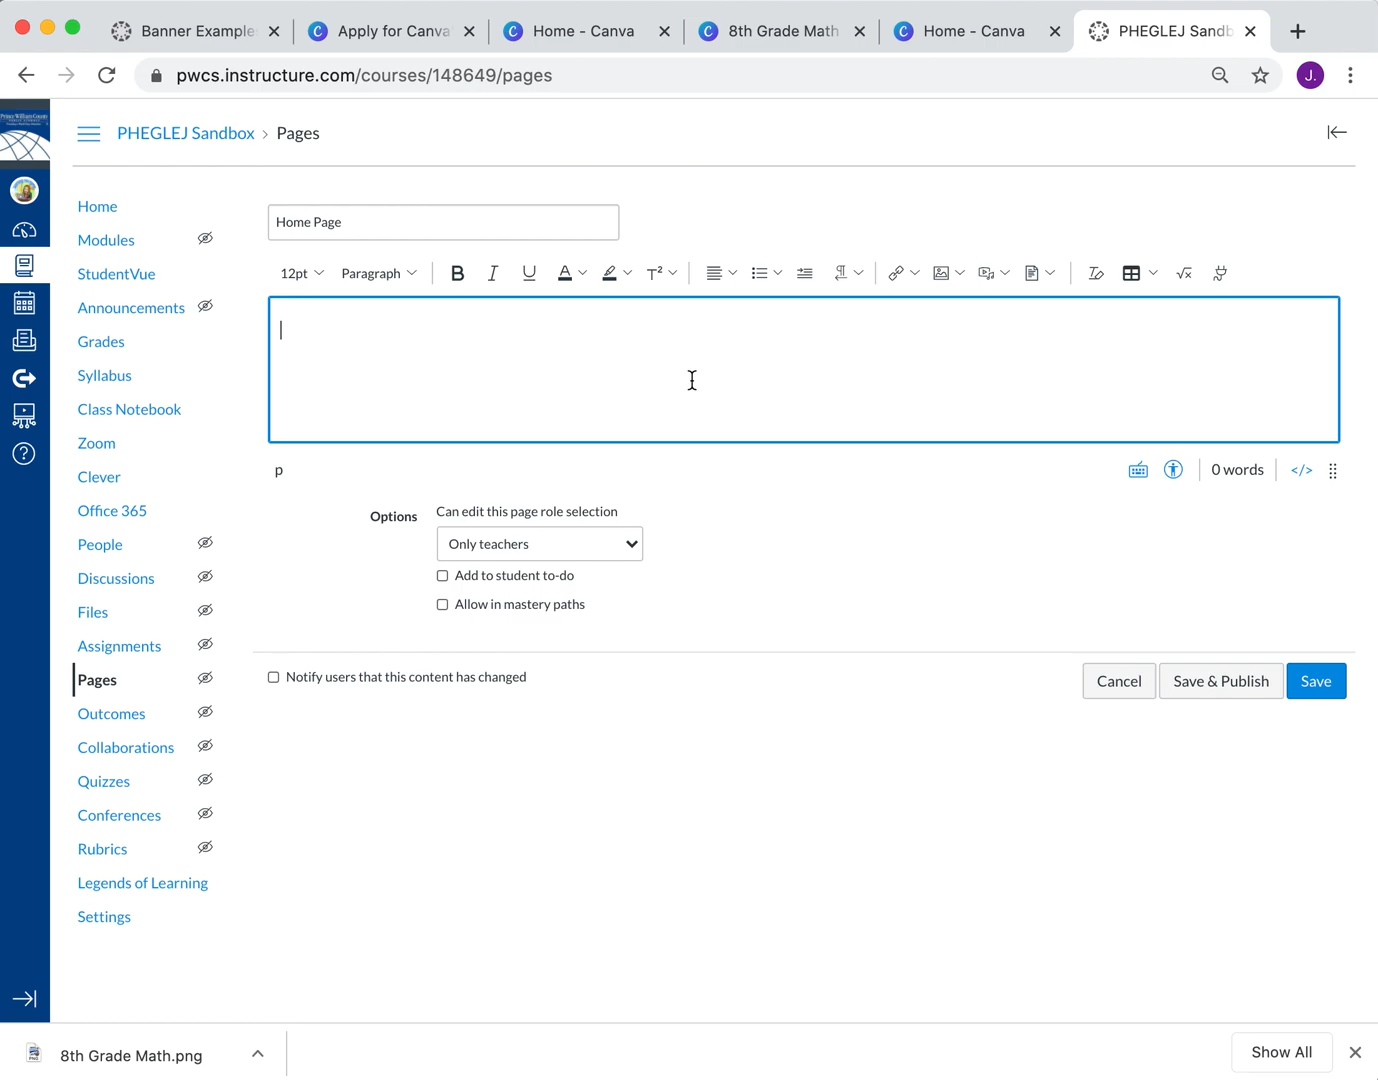 Banner Example
Apply for Canva
Home - Canva
8th Grade Math
Home - Canva
PHEGLEJ Sandb
pwcs.instructure.com/courses/148649/pages
J.
Prince William County
PHEGLEJ Sandbox › Pages
Home
Modules
StudentVue
Announcements
Grades
Syllabus
Class Notebook
Zoom
Clever
Office 365
People
Discussions
Files
Assignments
Pages
Outcomes
Collaborations
Quizzes
Conferences
Rubrics
Legends of Learning
Settings
Home Page
12pt Paragraph B I U A T²
p
0 words </>
Options
Can edit this page role selection
Only teachers
Add to student to-do
Allow in mastery paths
Notify users that this content has changed
Cancel Save & Publish Save
8th Grade Math.png
Show All